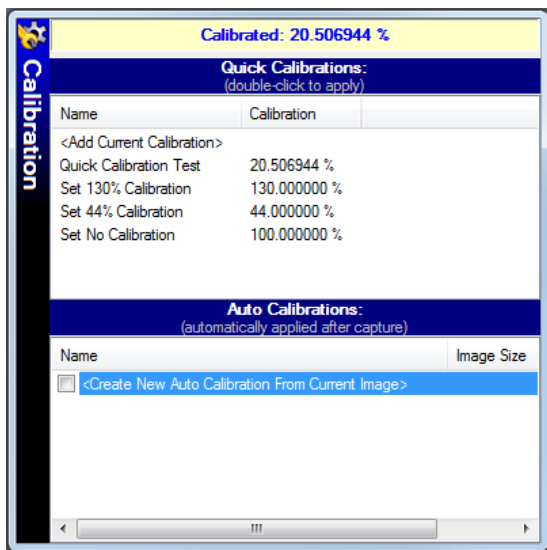 Calibration
Calibrated: 20.506944 %
Quick Calibrations:
(double-click to apply)
Name Calibration
<Add Current Calibration>
Quick Calibration Test 20.506944 %
Set 130% Calibration 130.000000 %
Set 44% Calibration 44.000000 %
Set No Calibration 100.000000 %
Auto Calibrations:
(automatically applied after capture)
Name Image Size
<Create New Auto Calibration From Current Image>